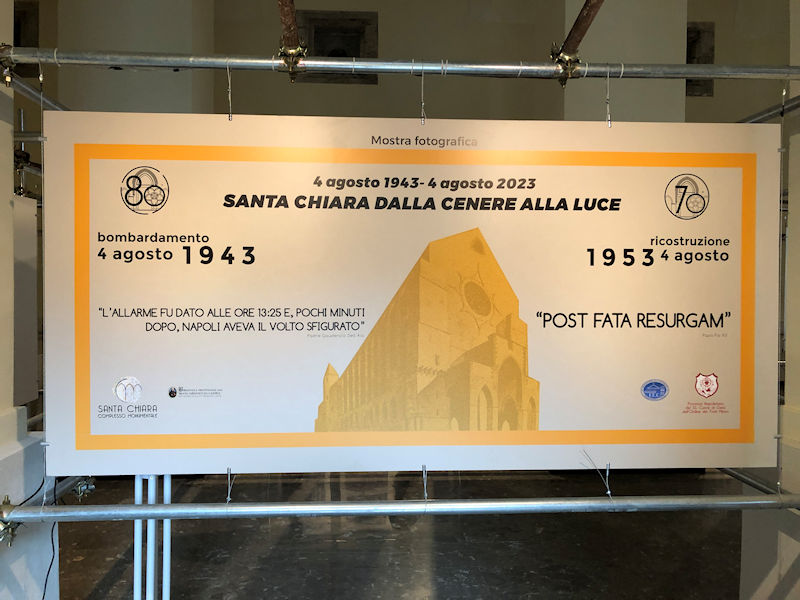 Mostra fotografica
80
4 agosto 1943- 4 agosto 2023
SANTA CHIARA DALLA CENERE ALLA LUCE
70
bombardamento
4 agosto 1943
ricostruzione
1953 4 agosto
"L'ALLARME FU DATO ALLE ORE 13:25 E, POCHI MINUTI
DOPO, NAPOLI AVEVA IL VOLTO SFIGURATO"
"POST FATA RESURGAM"
SANTA CHIARA
COMPLESSO MONUMENTALE